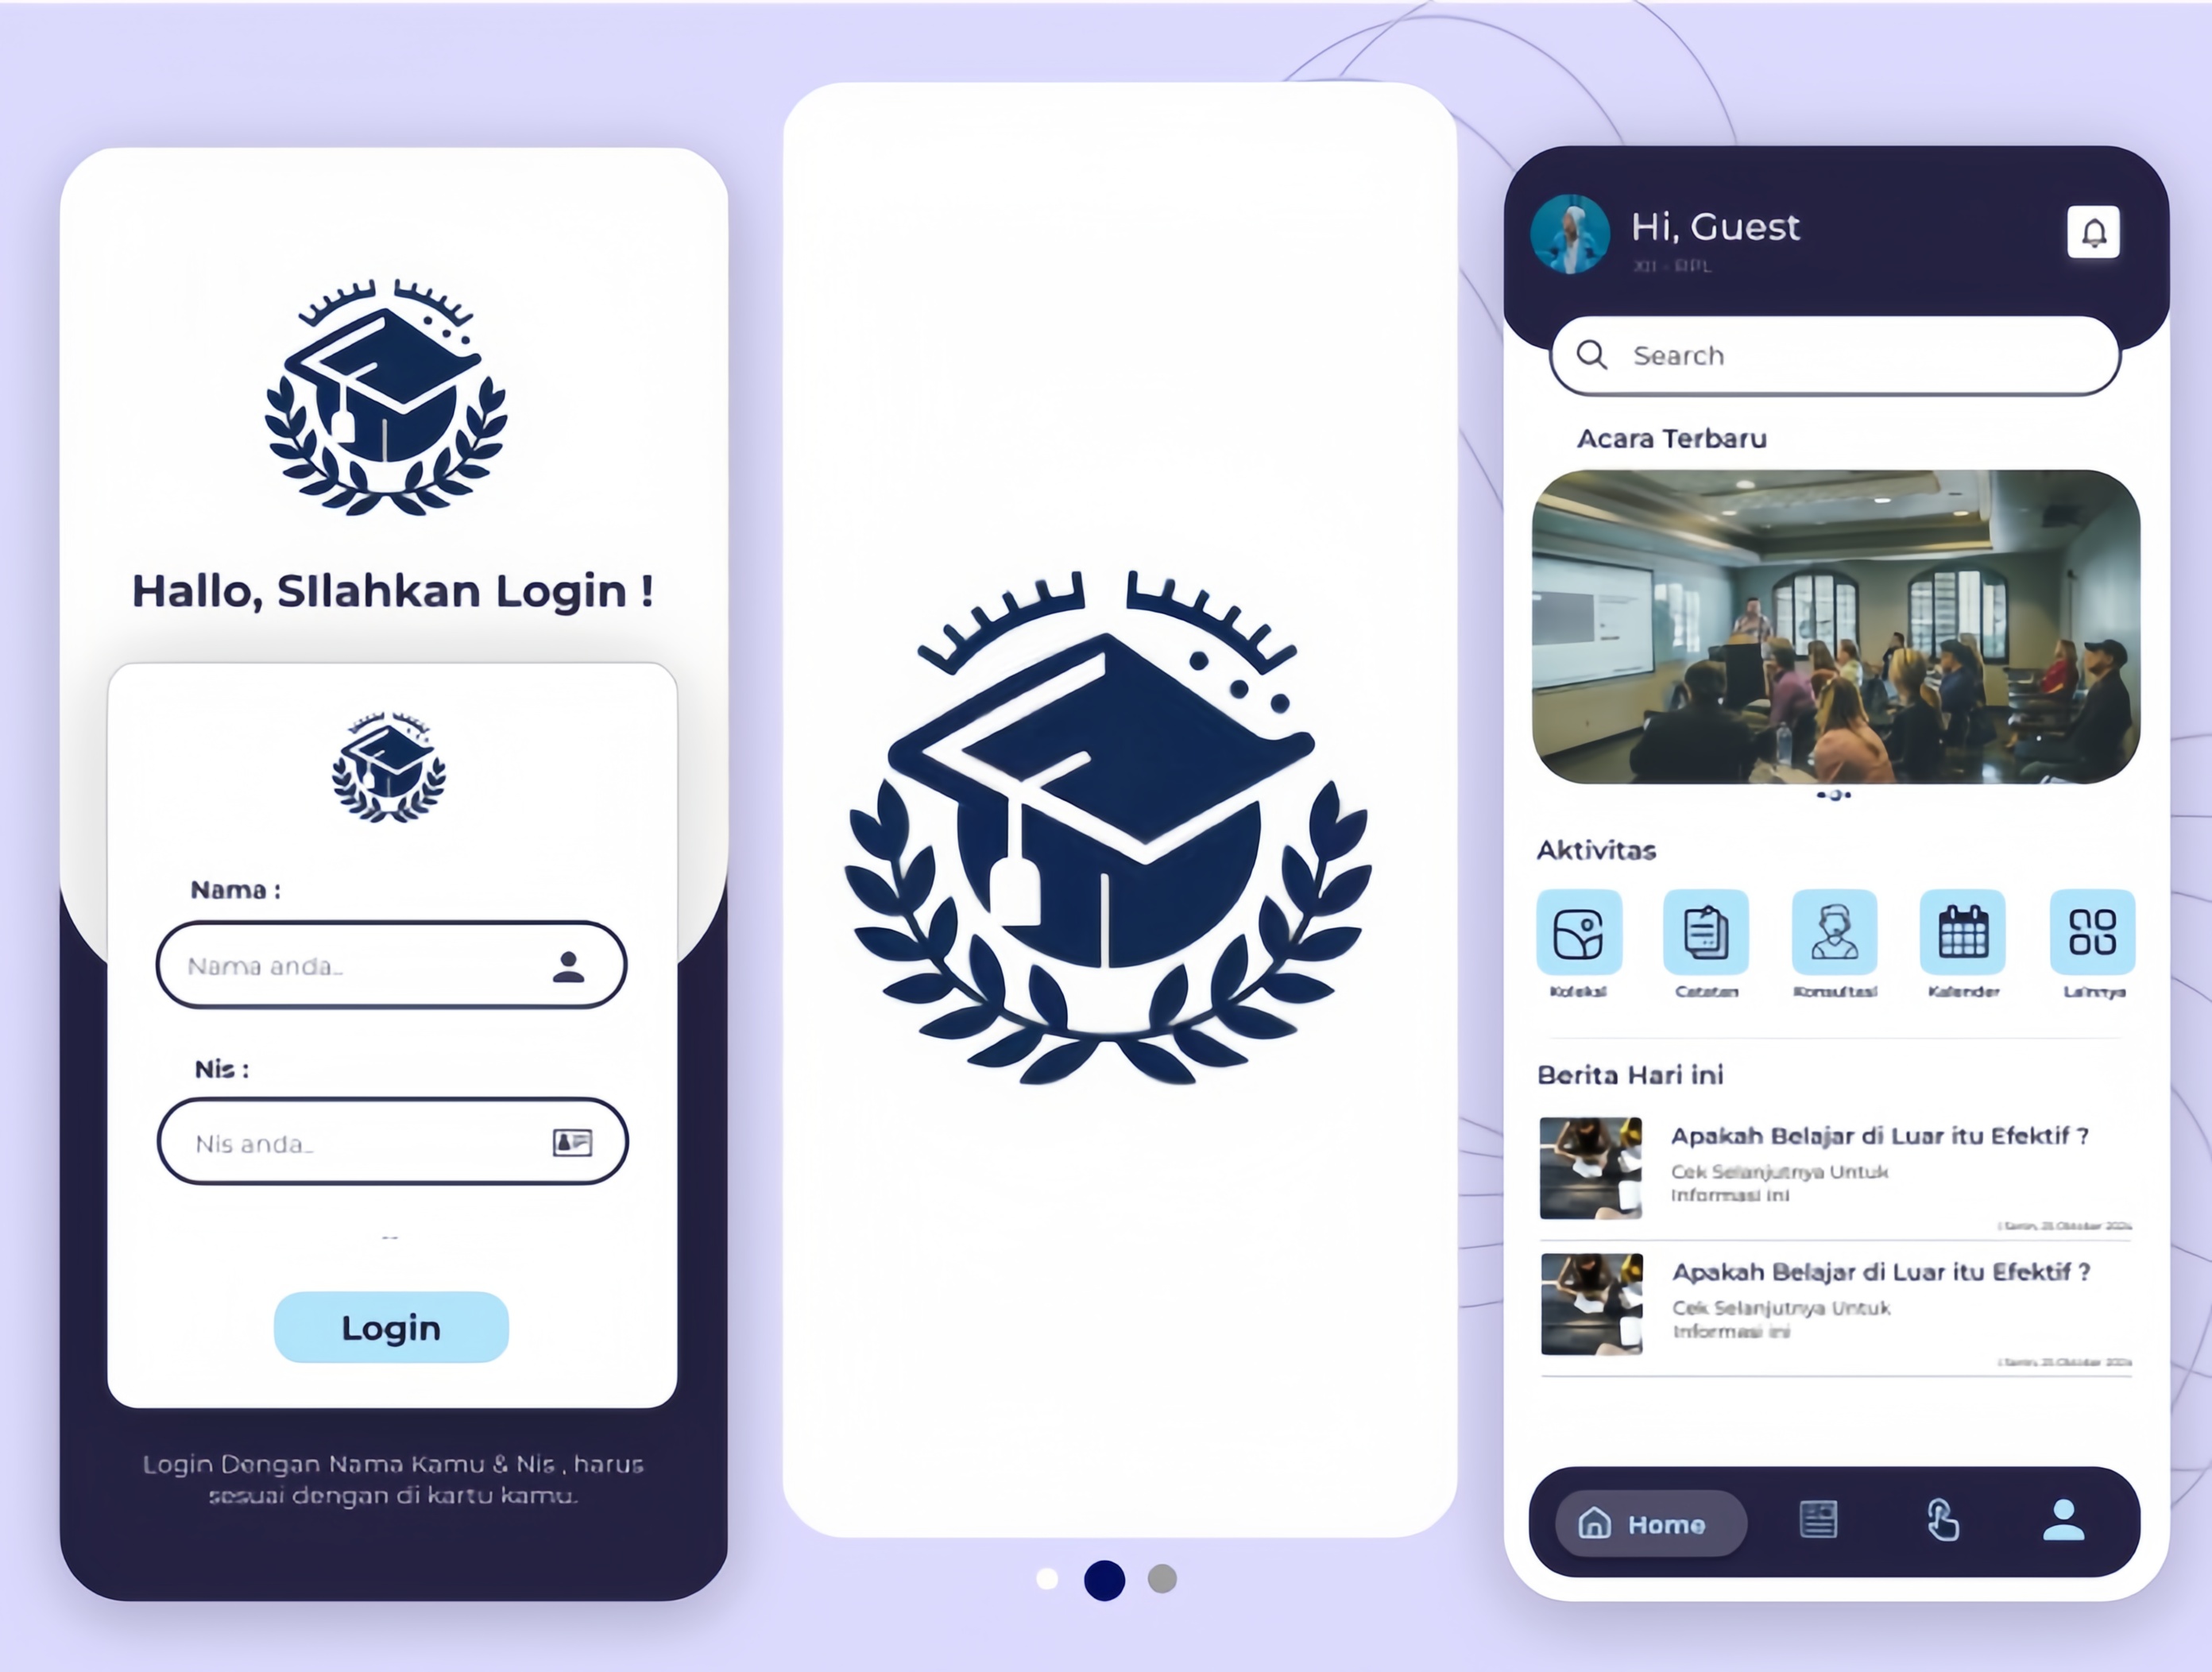 Hallo, SIlahkan Login !
Nama :
Nama anda..
Nis :
Nis anda..
Login
Login Dengan Nama Kamu & Nis , harus
sesuai dengan di kartu kamu.
Hi, Guest
XII - RPL
Search
Acara Terbaru
Aktivitas
Koleksi
Catatan
Konsultasi
Kalender
Lainnya
Berita Hari ini
Apakah Belajar di Luar itu Efektif ?
Cek Selanjutnya Untuk
Informasi ini
Apakah Belajar di Luar itu Efektif ?
Cek Selanjutnya Untuk
Informasi ini
Home